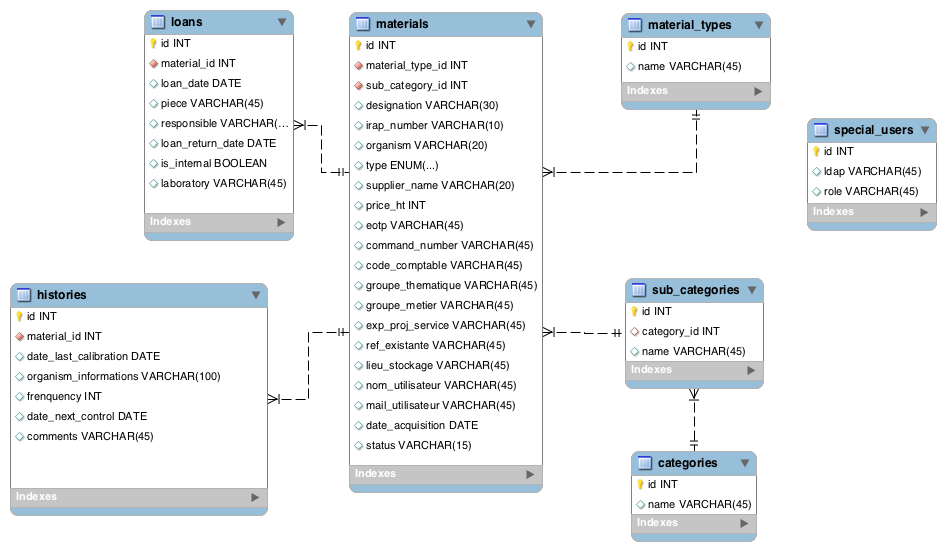 loans
id INT
material_id INT
loan_date DATE
piece VARCHAR(45)
responsible VARCHAR(...
loan_return_date DATE
is_internal BOOLEAN
laboratory VARCHAR(45)
Indexes
materials
id INT
material_type_id INT
sub_category_id INT
designation VARCHAR(30)
irap_number VARCHAR(10)
organism VARCHAR(20)
type ENUM(...)
supplier_name VARCHAR(20)
price_ht INT
eotp VARCHAR(45)
command_number VARCHAR(45)
code_comptable VARCHAR(45)
groupe_thematique VARCHAR(45)
groupe_metier VARCHAR(45)
exp_proj_service VARCHAR(45)
ref_existante VARCHAR(45)
lieu_stockage VARCHAR(45)
nom_utilisateur VARCHAR(45)
mail_utilisateur VARCHAR(45)
date_acquisition DATE
status VARCHAR(15)
Indexes
material_types
id INT
name VARCHAR(45)
Indexes
special_users
id INT
ldap VARCHAR(45)
role VARCHAR(45)
Indexes
histories
id INT
material_id INT
date_last_calibration DATE
organism_informations VARCHAR(100)
frenquency INT
date_next_control DATE
comments VARCHAR(45)
Indexes
sub_categories
id INT
category_id INT
name VARCHAR(45)
Indexes
categories
id INT
name VARCHAR(45)
Indexes